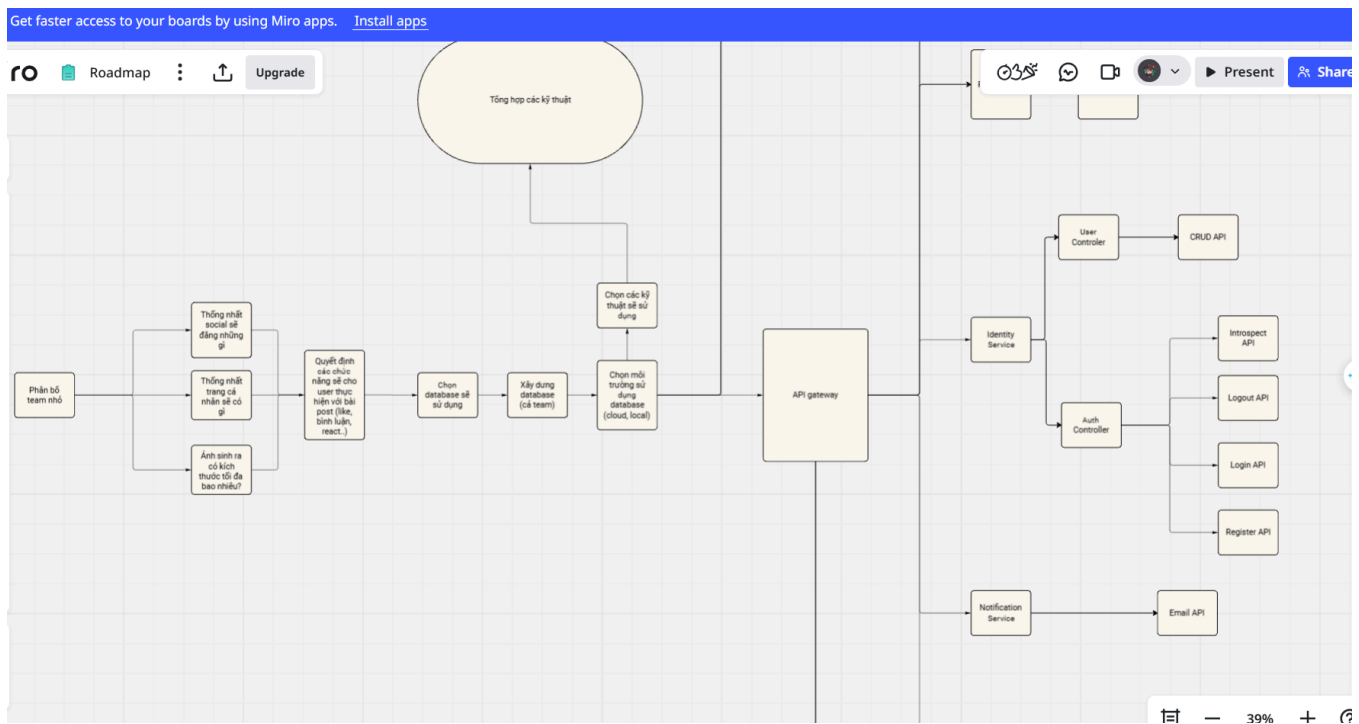 Get faster access to your boards by using Miro apps. Install apps
ro
Roadmap
Upgrade
Present
Share
Tổng hợp các kỹ thuật
User
Controler
CRUD API
Chọn các kỹ
thuật sẽ sử
dụng
Thống nhất
social sẽ
đăng những
gì
Identity
Service
Introspect
API
Phân bố
team nhỏ
Thống nhất
trang cá
nhân sẽ có
gì
Quyết định
các chức
năng sẽ cho
user thực
hiện với bài
post (like,
bình luận,
react..)
Chọn
database sẽ
sử dụng
Xây dưng
database
(cả team)
Chọn môi
trường sử
dụng
database
(cloud, local)
API gateway
Logout API
Auth
Controller
Ảnh sinh ra
có kích
thước tối đa
bao nhiêu?
Login API
Register API
Notification
Service
Email API
39%